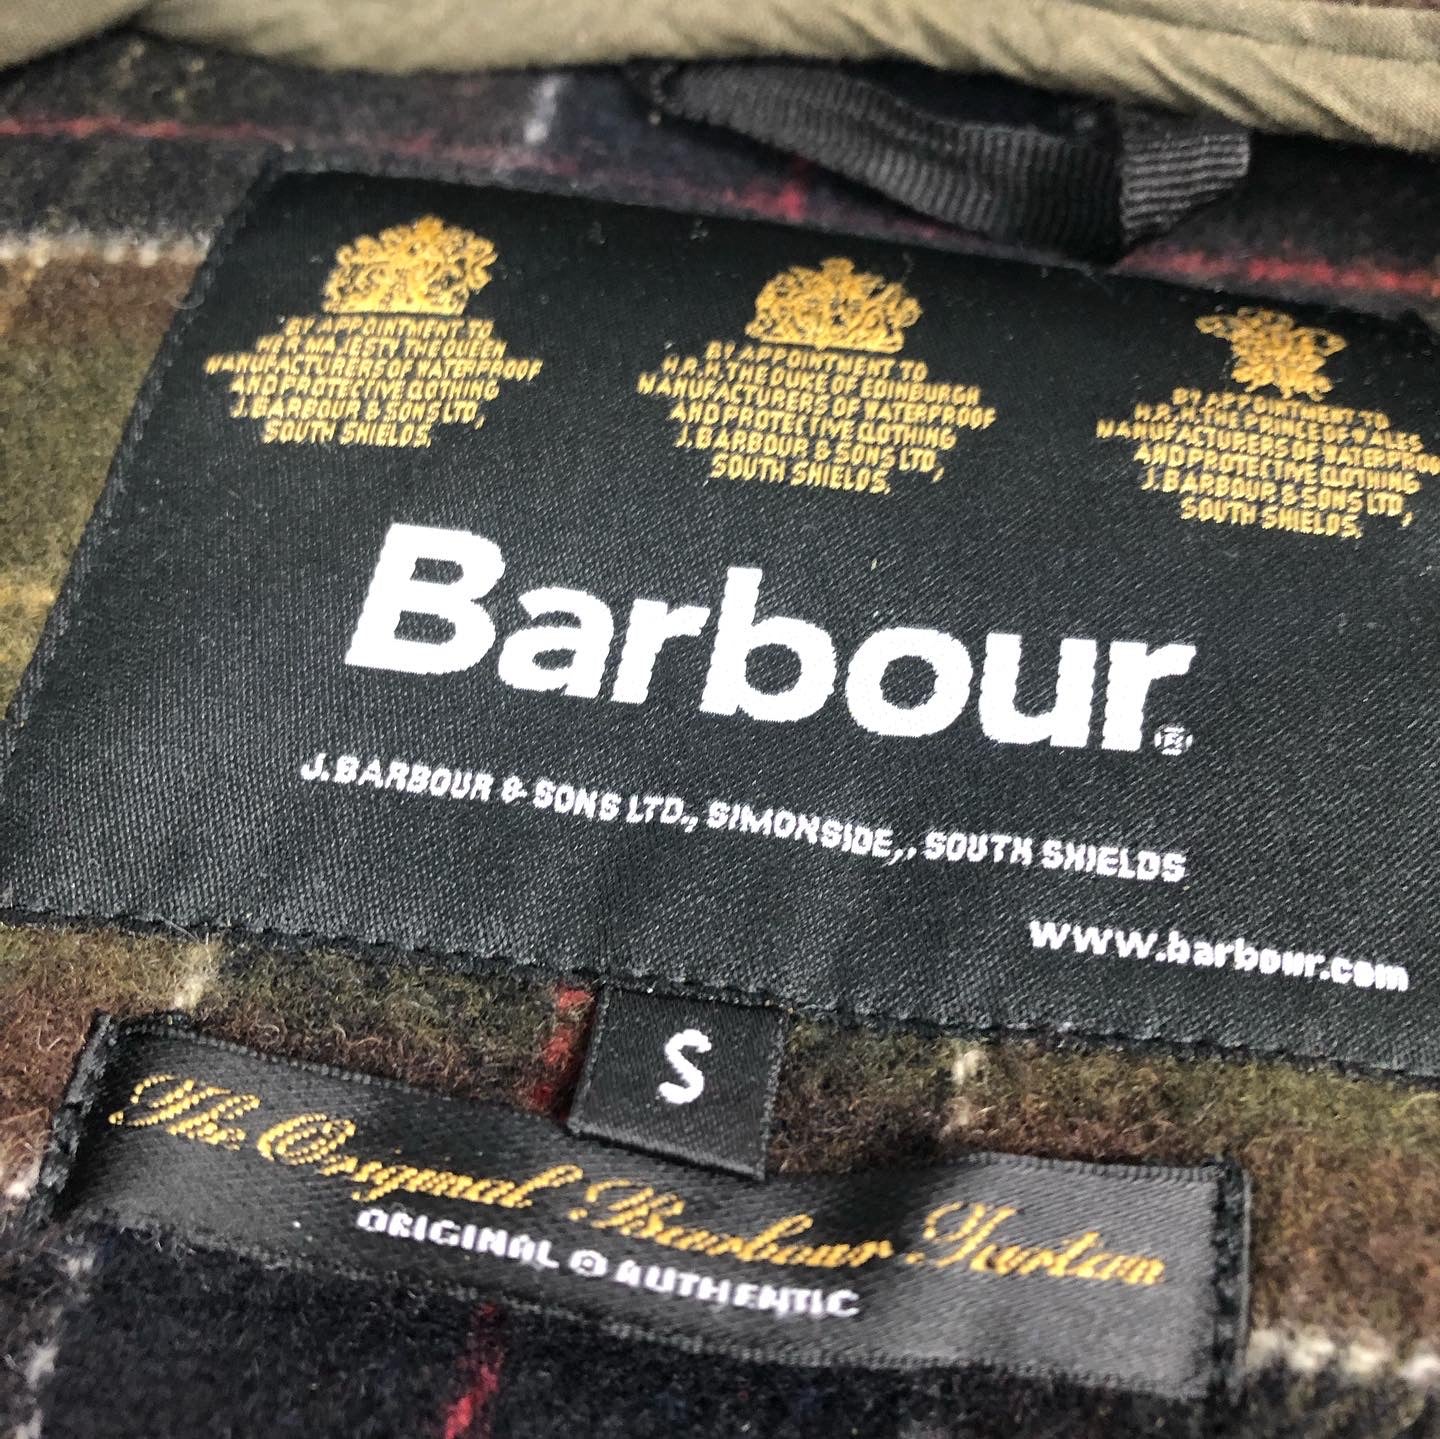 BY APPOINTMENT TO
HER MAJESTY THE QUEEN
MANUFACTURERS OF WATERPROOF
AND PROTECTIVE CLOTHING
J. BARBOUR & SONS LTD,
SOUTH SHIELDS.
BY APPOINTMENT TO
H.R.H. THE DUKE OF EDINBURGH
MANUFACTURERS OF WATERPROOF
AND PROTECTIVE CLOTHING
J. BARBOUR & SONS LTD,
SOUTH SHIELDS.
BY APPOINTMENT TO
H.R.H. THE PRINCE OF WALES
MANUFACTURERS OF WATERPROO
AND PROTECTIVE CLOTHING
J. BARBOUR & SONS LTD,
SOUTH SHIELDS.
Barbour®
J. BARBOUR & SONS LTD., SIMONSIDE,, SOUTH SHIELDS
www.barbour.com
S
The Original Barbour Tartan
ORIGINAL & AUTHENTIC